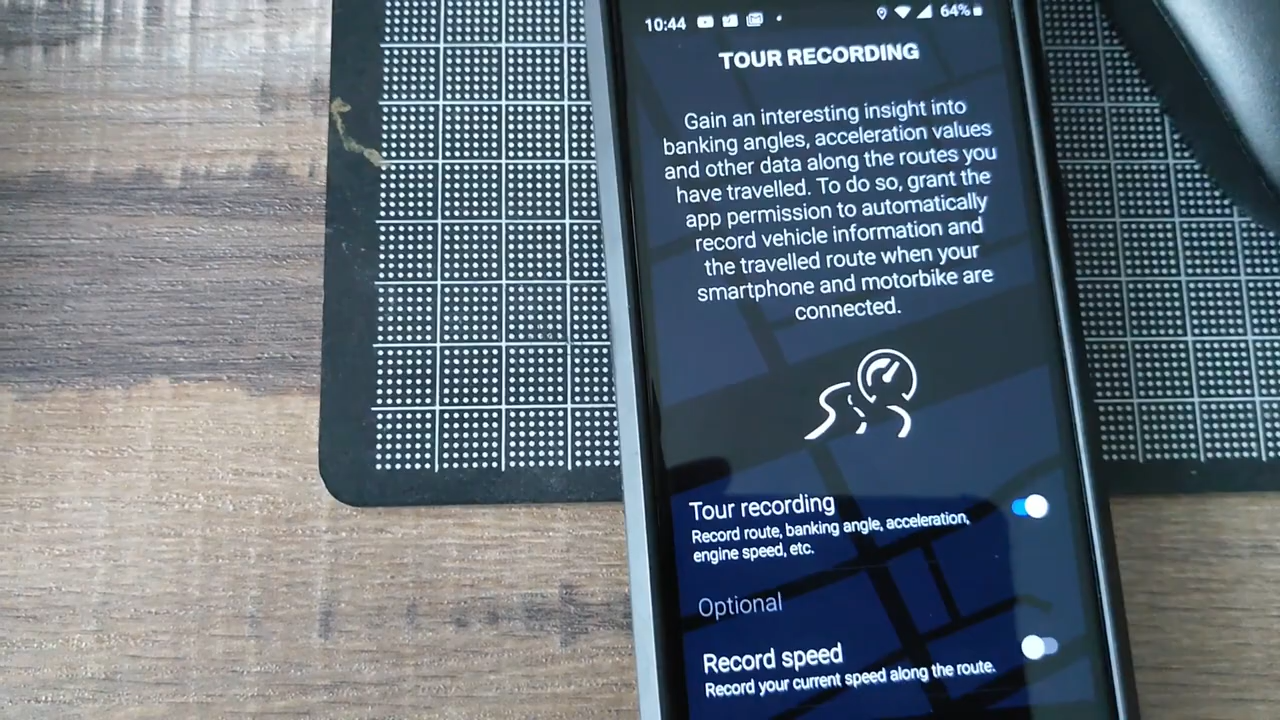 10:44 64%
TOUR RECORDING
Gain an interesting insight into
banking angles, acceleration values
and other data along the routes you
have travelled. To do so, grant the
app permission to automatically
record vehicle information and
the travelled route when your
smartphone and motorbike are
connected.
Tour recording
Record route, banking angle, acceleration,
engine speed, etc.
Optional
Record speed
Record your current speed along the route.